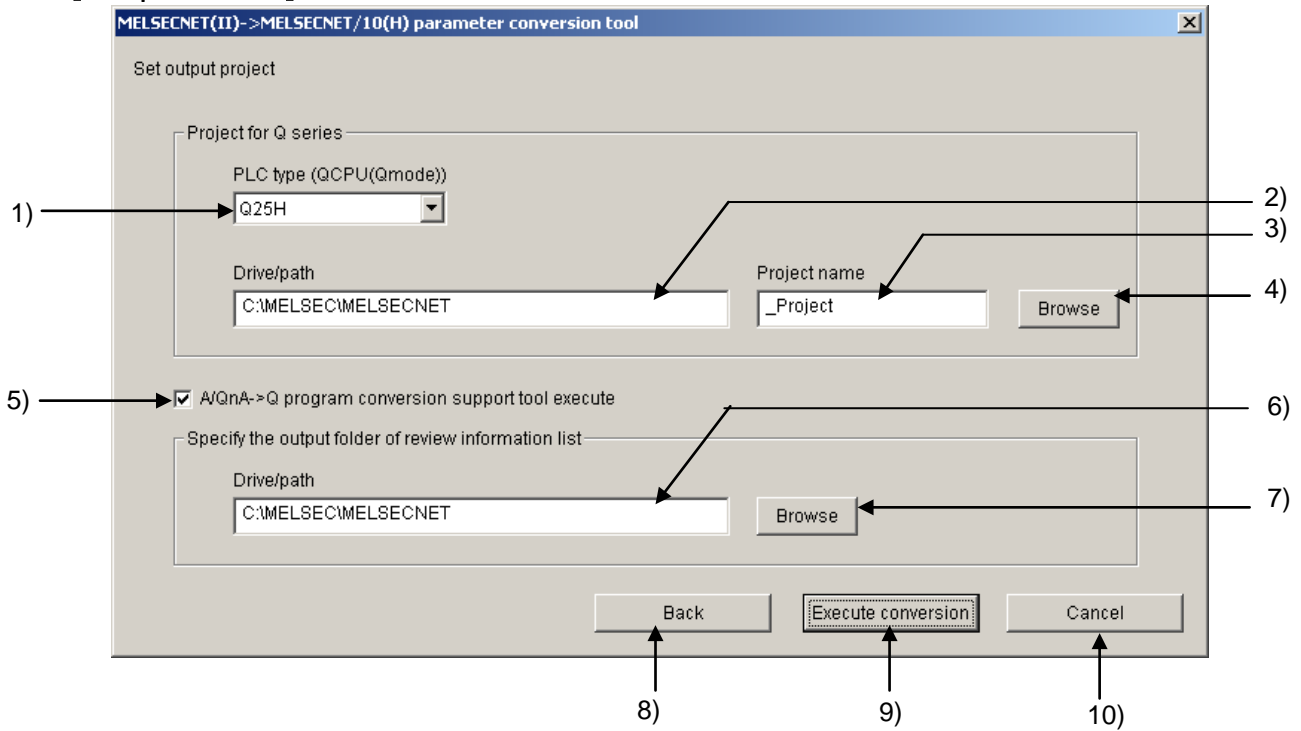 MELSECNET(II)->MELSECNET/10(H) parameter conversion tool
Set output project
Project for Q series
PLC type (QCPU(Qmode))
1)
Q25H
2)
3)
Drive/path
Project name
C:\MELSEC\MELSECNET
_Project
Browse
4)
5)
A/QnA->Q program conversion support tool execute
6)
Specify the output folder of review information list
Drive/path
C:\MELSEC\MELSECNET
Browse
7)
Back
Execute conversion
Cancel
8)
9)
10)